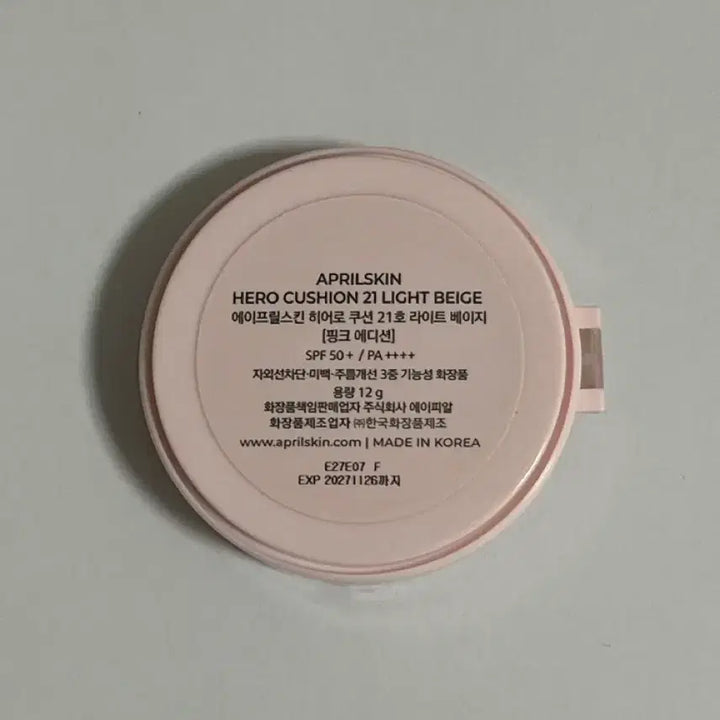 APRILSKIN
HERO CUSHION 21 LIGHT BEIGE
에이프릴스킨 히어로 쿠션 21호 라이트 베이지
[핑크 에디션]
SPF 50+ / PA ++++
자외선차단·미백·주름개선 3중 기능성 화장품
용량 12 g
화장품책임판매업자 주식회사 에이피알
화장품제조업자 ㈜한국화장품제조
www.aprilskin.com | MADE IN KOREA
E27E07 F
EXP 20271126까지